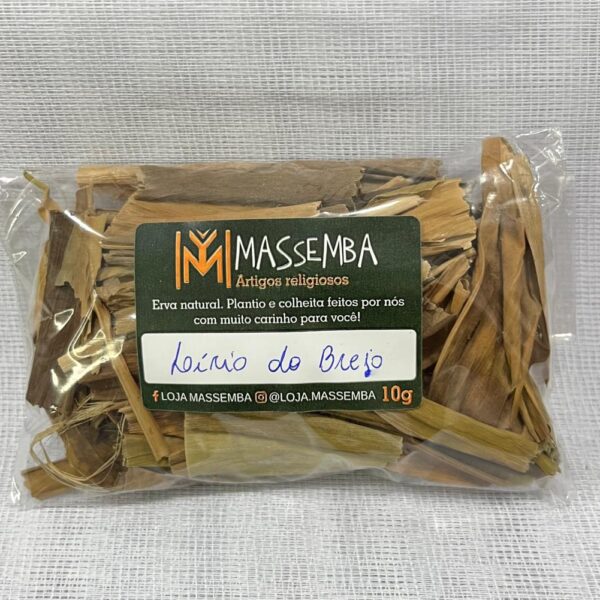 MASSEMBA
Artigos religiosos
Erva natural. Plantio e colheita feitos por nós
com muito carinho para você!
Lírio do Brejo
LOJA MASSEMBA @LOJA.MASSEMBA 10g